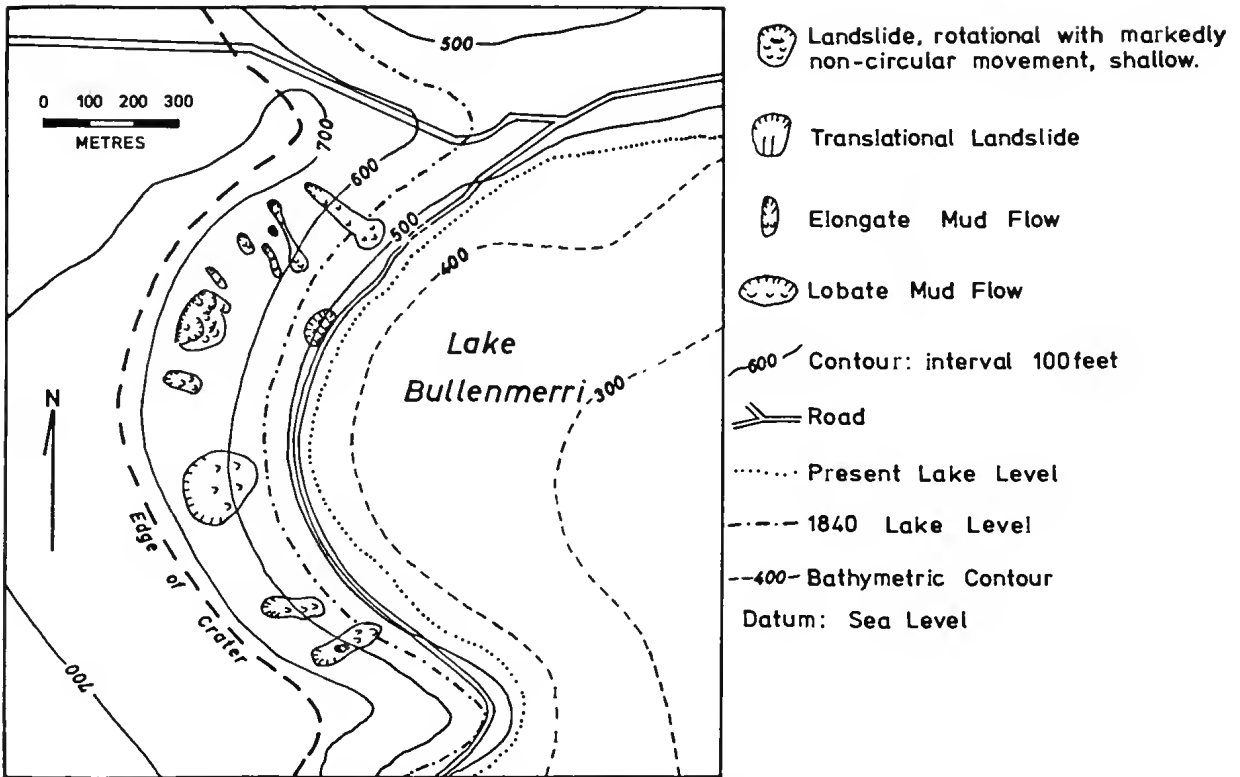 500
0 100 200 300
METRES
700
600
500
400
Lake
Bullenmerri
300
N
Edge of Crater
700
Landslide, rotational with markedly
non-circular movement, shallow.
Translational Landslide
Elongate Mud Flow
Lobate Mud Flow
600 Contour: interval 100 feet
Road
Present Lake Level
1840 Lake Level
400 Bathymetric Contour
Datum: Sea Level